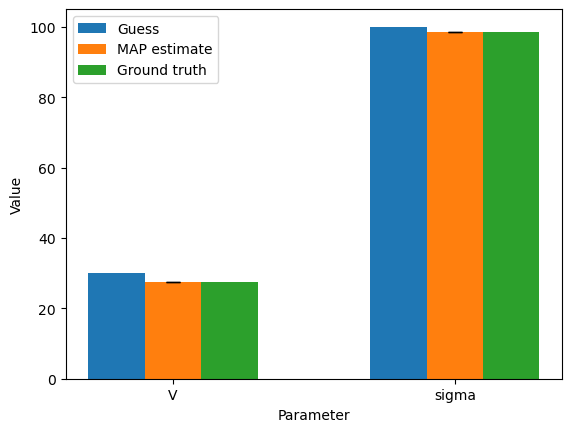 Guess
MAP estimate
Ground truth
100
80
60
40
20
0
Value
V
sigma
Parameter